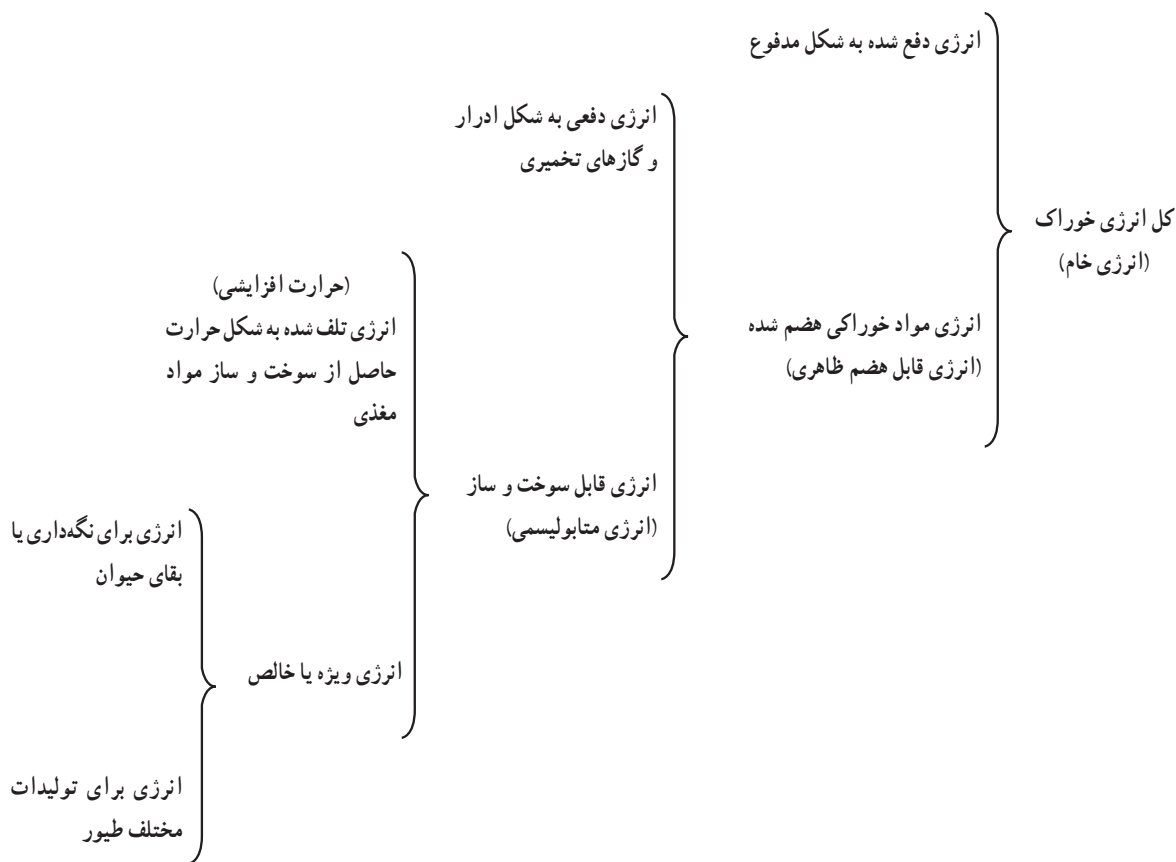 کل انرژی خوراک
(انرژی خام)
انرژی دفع شده به شکل مدفوع
انرژی مواد خوراکی هضم شده
(انرژی قابل هضم ظاهری)
انرژی دفعی به شکل ادرار
و گازهای تخمیری
انرژی قابل سوخت و ساز
(انرژی متابولیسمی)
(حرارت افزایشی)
انرژی تلف شده به شکل حرارت
حاصل از سوخت و ساز مواد
مغذی
انرژی ویژه یا خالص
انرژی برای نگه‌داری یا
بقای حیوان
انرژی برای تولیدات
مختلف طیور